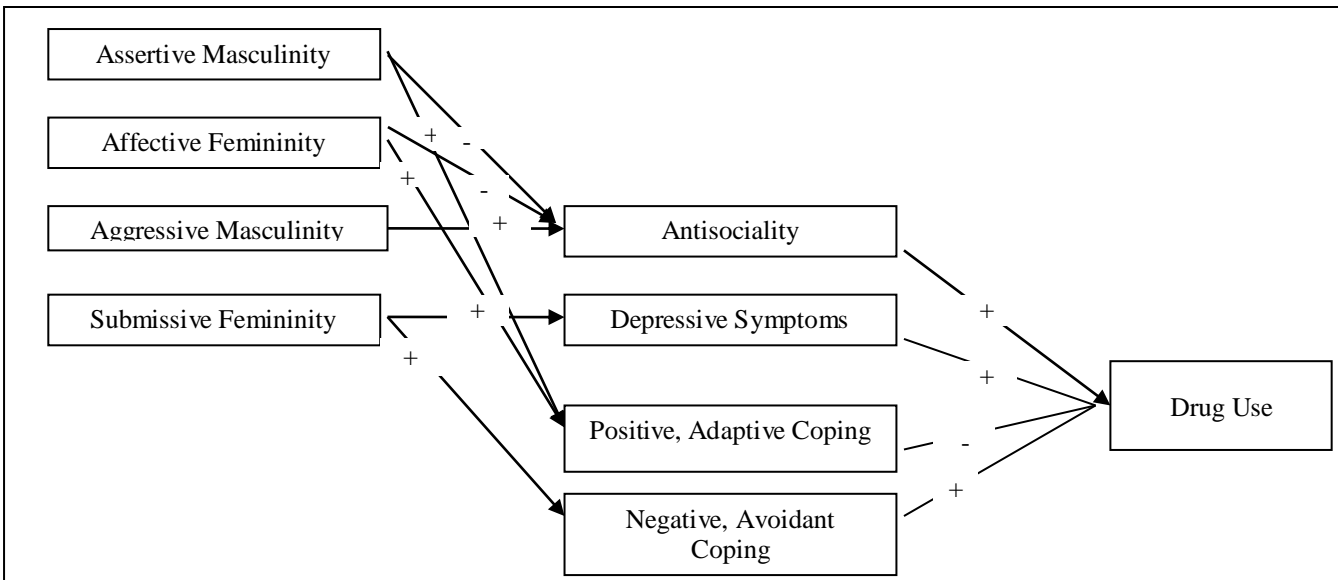 Assertive Masculinity
Affective Femininity
+
-
+
-
Aggressive Masculinity
+
Antisociality
Submissive Femininity
+
Depressive Symptoms
+
+
+
Drug Use
Positive, Adaptive Coping
-
+
Negative, Avoidant
Coping